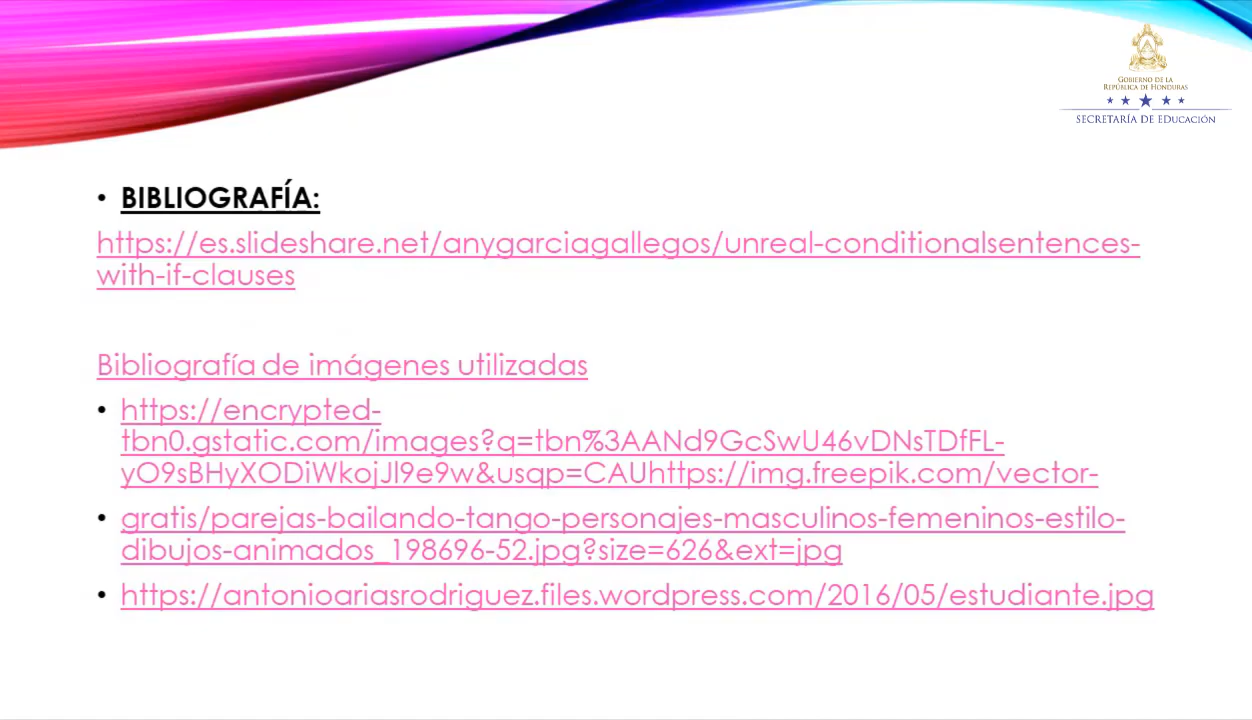 GOBIERNO DE LA
REPÚBLICA DE HONDURAS
SECRETARÍA DE EDUCACIÓN
• BIBLIOGRAFÍA:
https://es.slideshare.net/anygarciagallegos/unreal-conditionalsentences-
with-if-clauses
Bibliografía de imágenes utilizadas
• https://encrypted-
tbn0.gstatic.com/images?q=tbn%3AANd9GcSwU46vDNsTDfFL-
yO9sBHyXODiWkojJl9e9w&usqp=CAUhttps://img.freepik.com/vector-
• gratis/parejas-bailando-tango-personajes-masculinos-femeninos-estilo-
dibujos-animados_198696-52.jpg?size=626&ext=jpg
• https://antonioariasrodriguez.files.wordpress.com/2016/05/estudiante.jpg